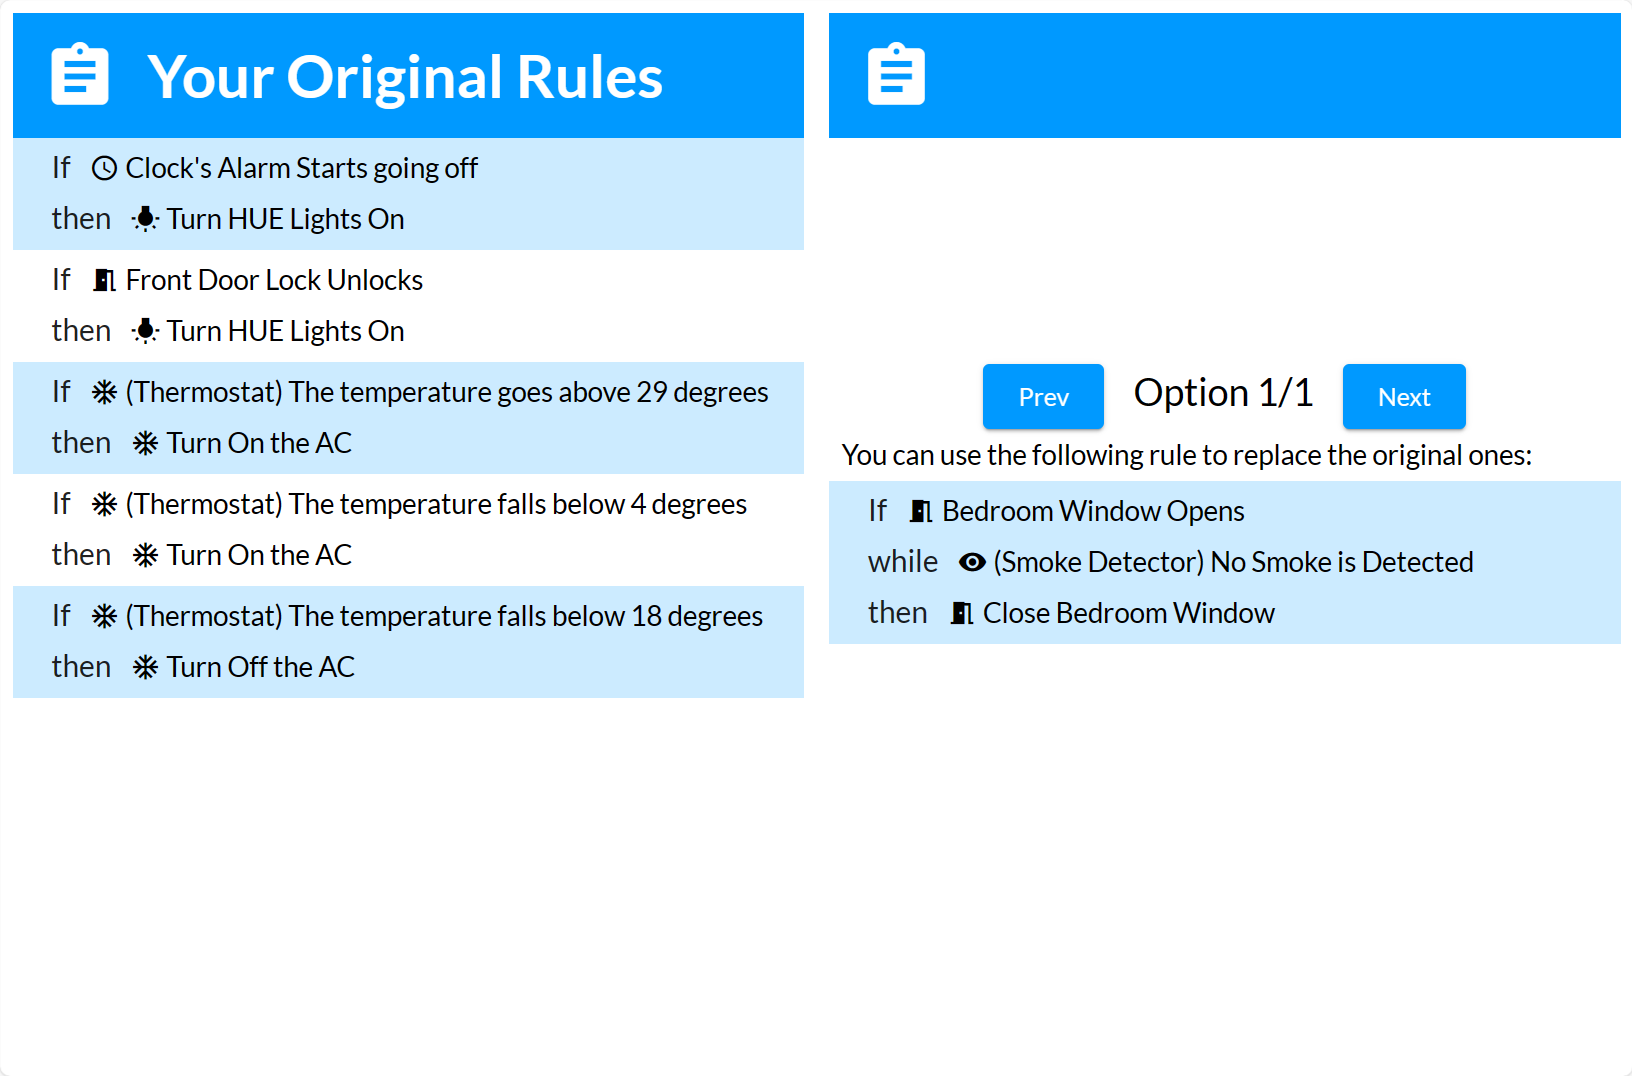 Your Original Rules
If Clock's Alarm Starts going off
then Turn HUE Lights On
If Front Door Lock Unlocks
then Turn HUE Lights On
If (Thermostat) The temperature goes above 29 degrees
then Turn On the AC
If (Thermostat) The temperature falls below 4 degrees
then Turn On the AC
If (Thermostat) The temperature falls below 18 degrees
then Turn Off the AC
Prev Option 1/1 Next
You can use the following rule to replace the original ones:
If Bedroom Window Opens
while (Smoke Detector) No Smoke is Detected
then Close Bedroom Window